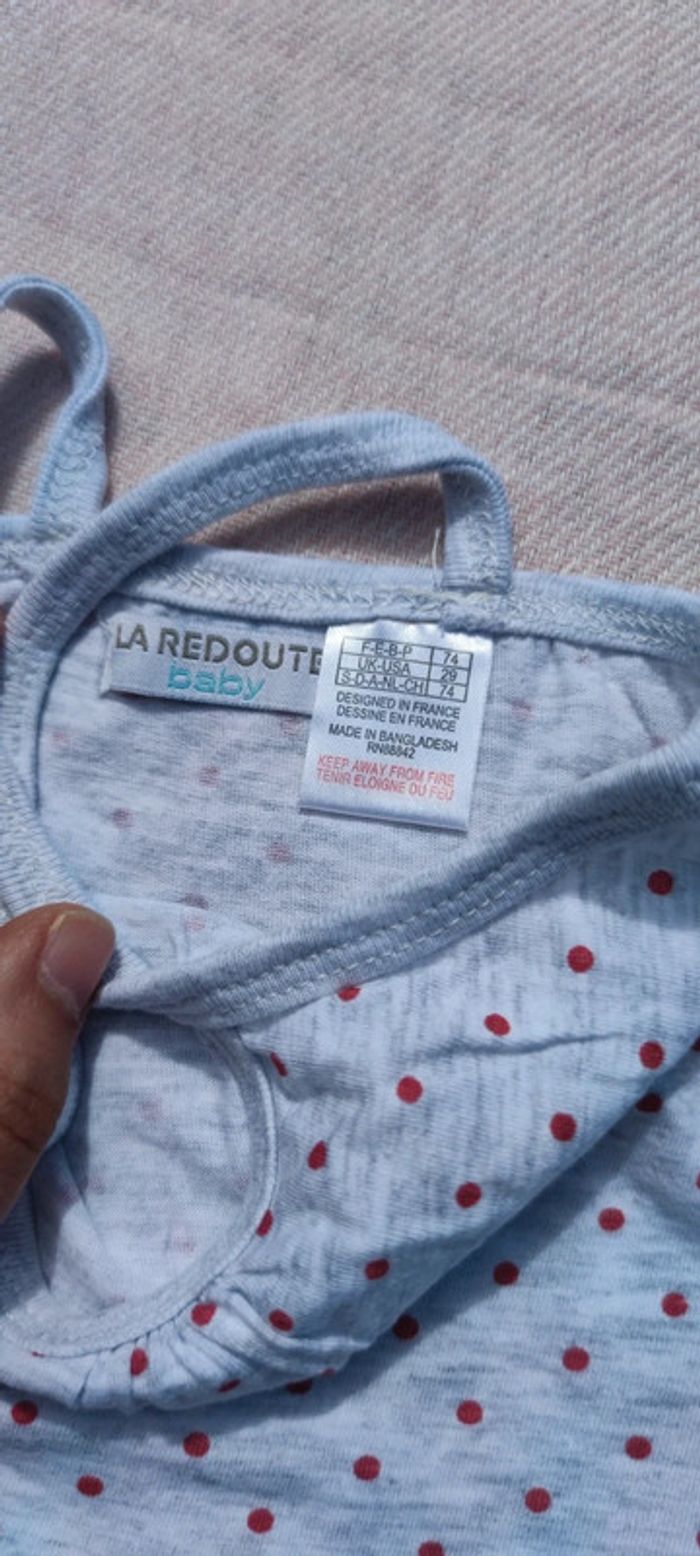 LA REDOUTE
baby
F-E-B-P 74
UK-USA 29
S-D-A-NL-CH 74
DESIGNED IN FRANCE
DESSINE EN FRANCE
MADE IN BANGLADESH
RN88842
KEEP AWAY FROM FIRE
TENIR ELOIGNE DU FEU